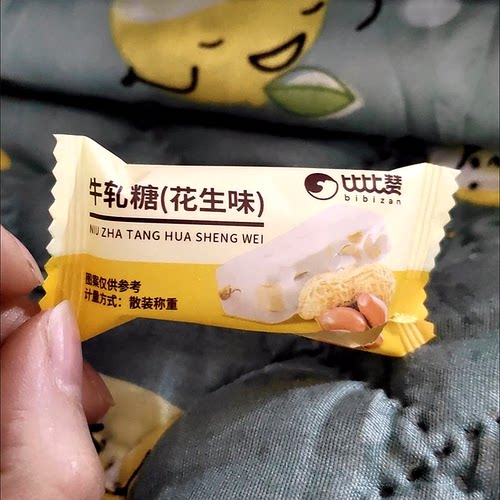 比比赞
bibizan
牛轧糖(花生味)
NIU ZHA TANG HUA SHENG WEI
图案仅供参考
计量方式：散装称重